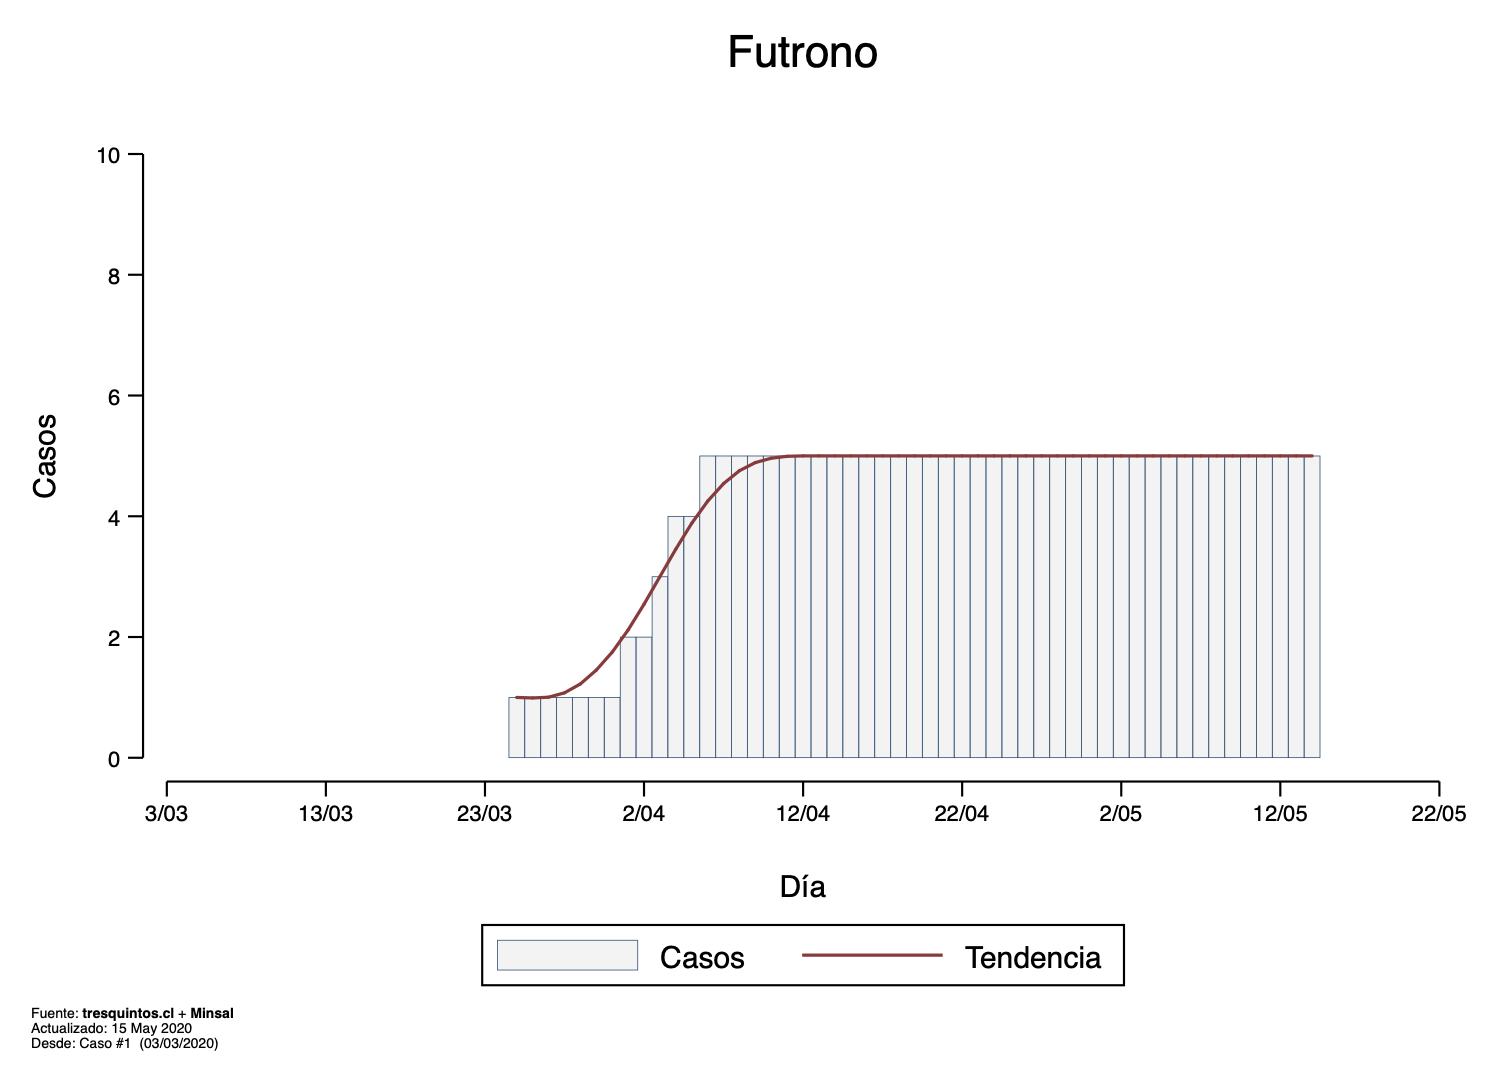 Futrono
10
8
6
4
2
0
Casos
3/03 13/03 23/03 2/04 12/04 22/04 2/05 12/05 22/05
Día
Casos Tendencia
Fuente: tresquintos.cl + Minsal
Actualizado: 15 May 2020
Desde: Caso #1 (03/03/2020)